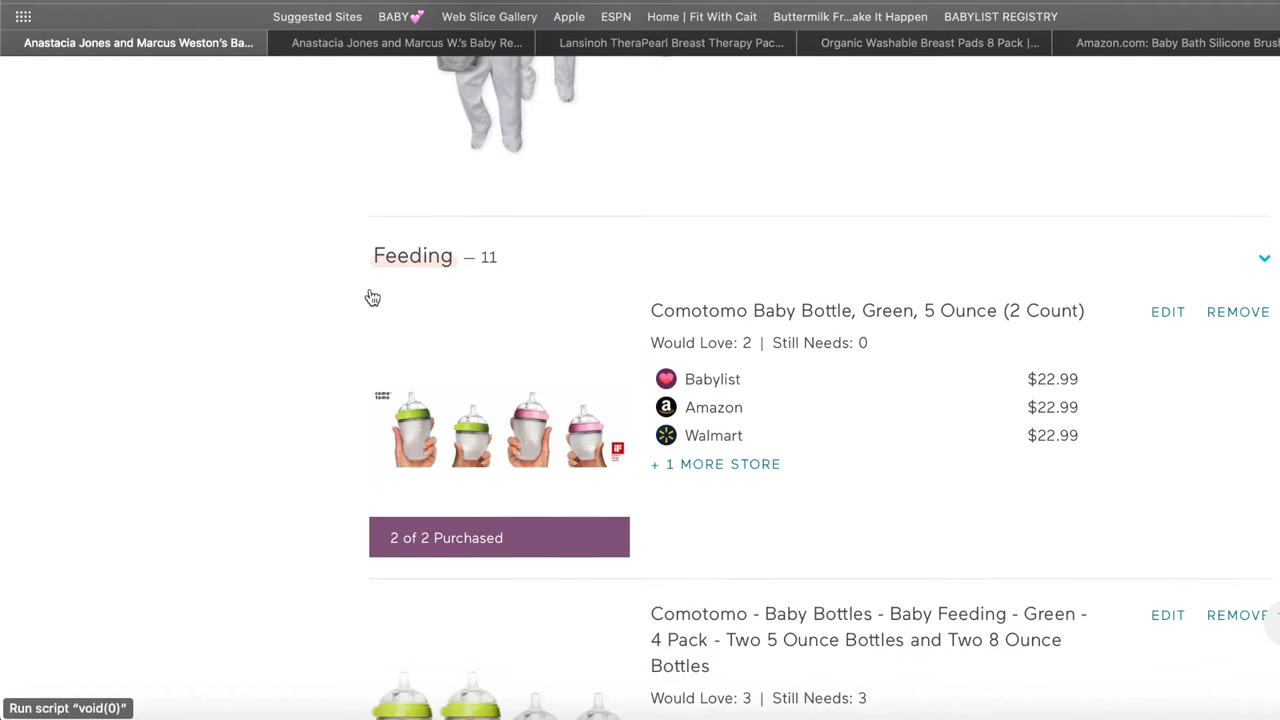 Suggested Sites BABY💕 Web Slice Gallery Apple ESPN Home | Fit With Cait Buttermilk Fr...ake It Happen BABYLIST REGISTRY
Anastacia Jones and Marcus Weston's Ba... Anastacia Jones and Marcus W.'s Baby Re... Lansinoh TheraPearl Breast Therapy Pac... Organic Washable Breast Pads 8 Pack |... Amazon.com: Baby Bath Silicone Brus
Feeding — 11
Comotomo Baby Bottle, Green, 5 Ounce (2 Count) EDIT REMOVE
Would Love: 2 | Still Needs: 0
Babylist $22.99
Amazon $22.99
Walmart $22.99
+ 1 MORE STORE
como
tomo
2 of 2 Purchased
Comotomo - Baby Bottles - Baby Feeding - Green - EDIT REMOVE
4 Pack - Two 5 Ounce Bottles and Two 8 Ounce
Bottles
Would Love: 3 | Still Needs: 3
Run script "void(0)"